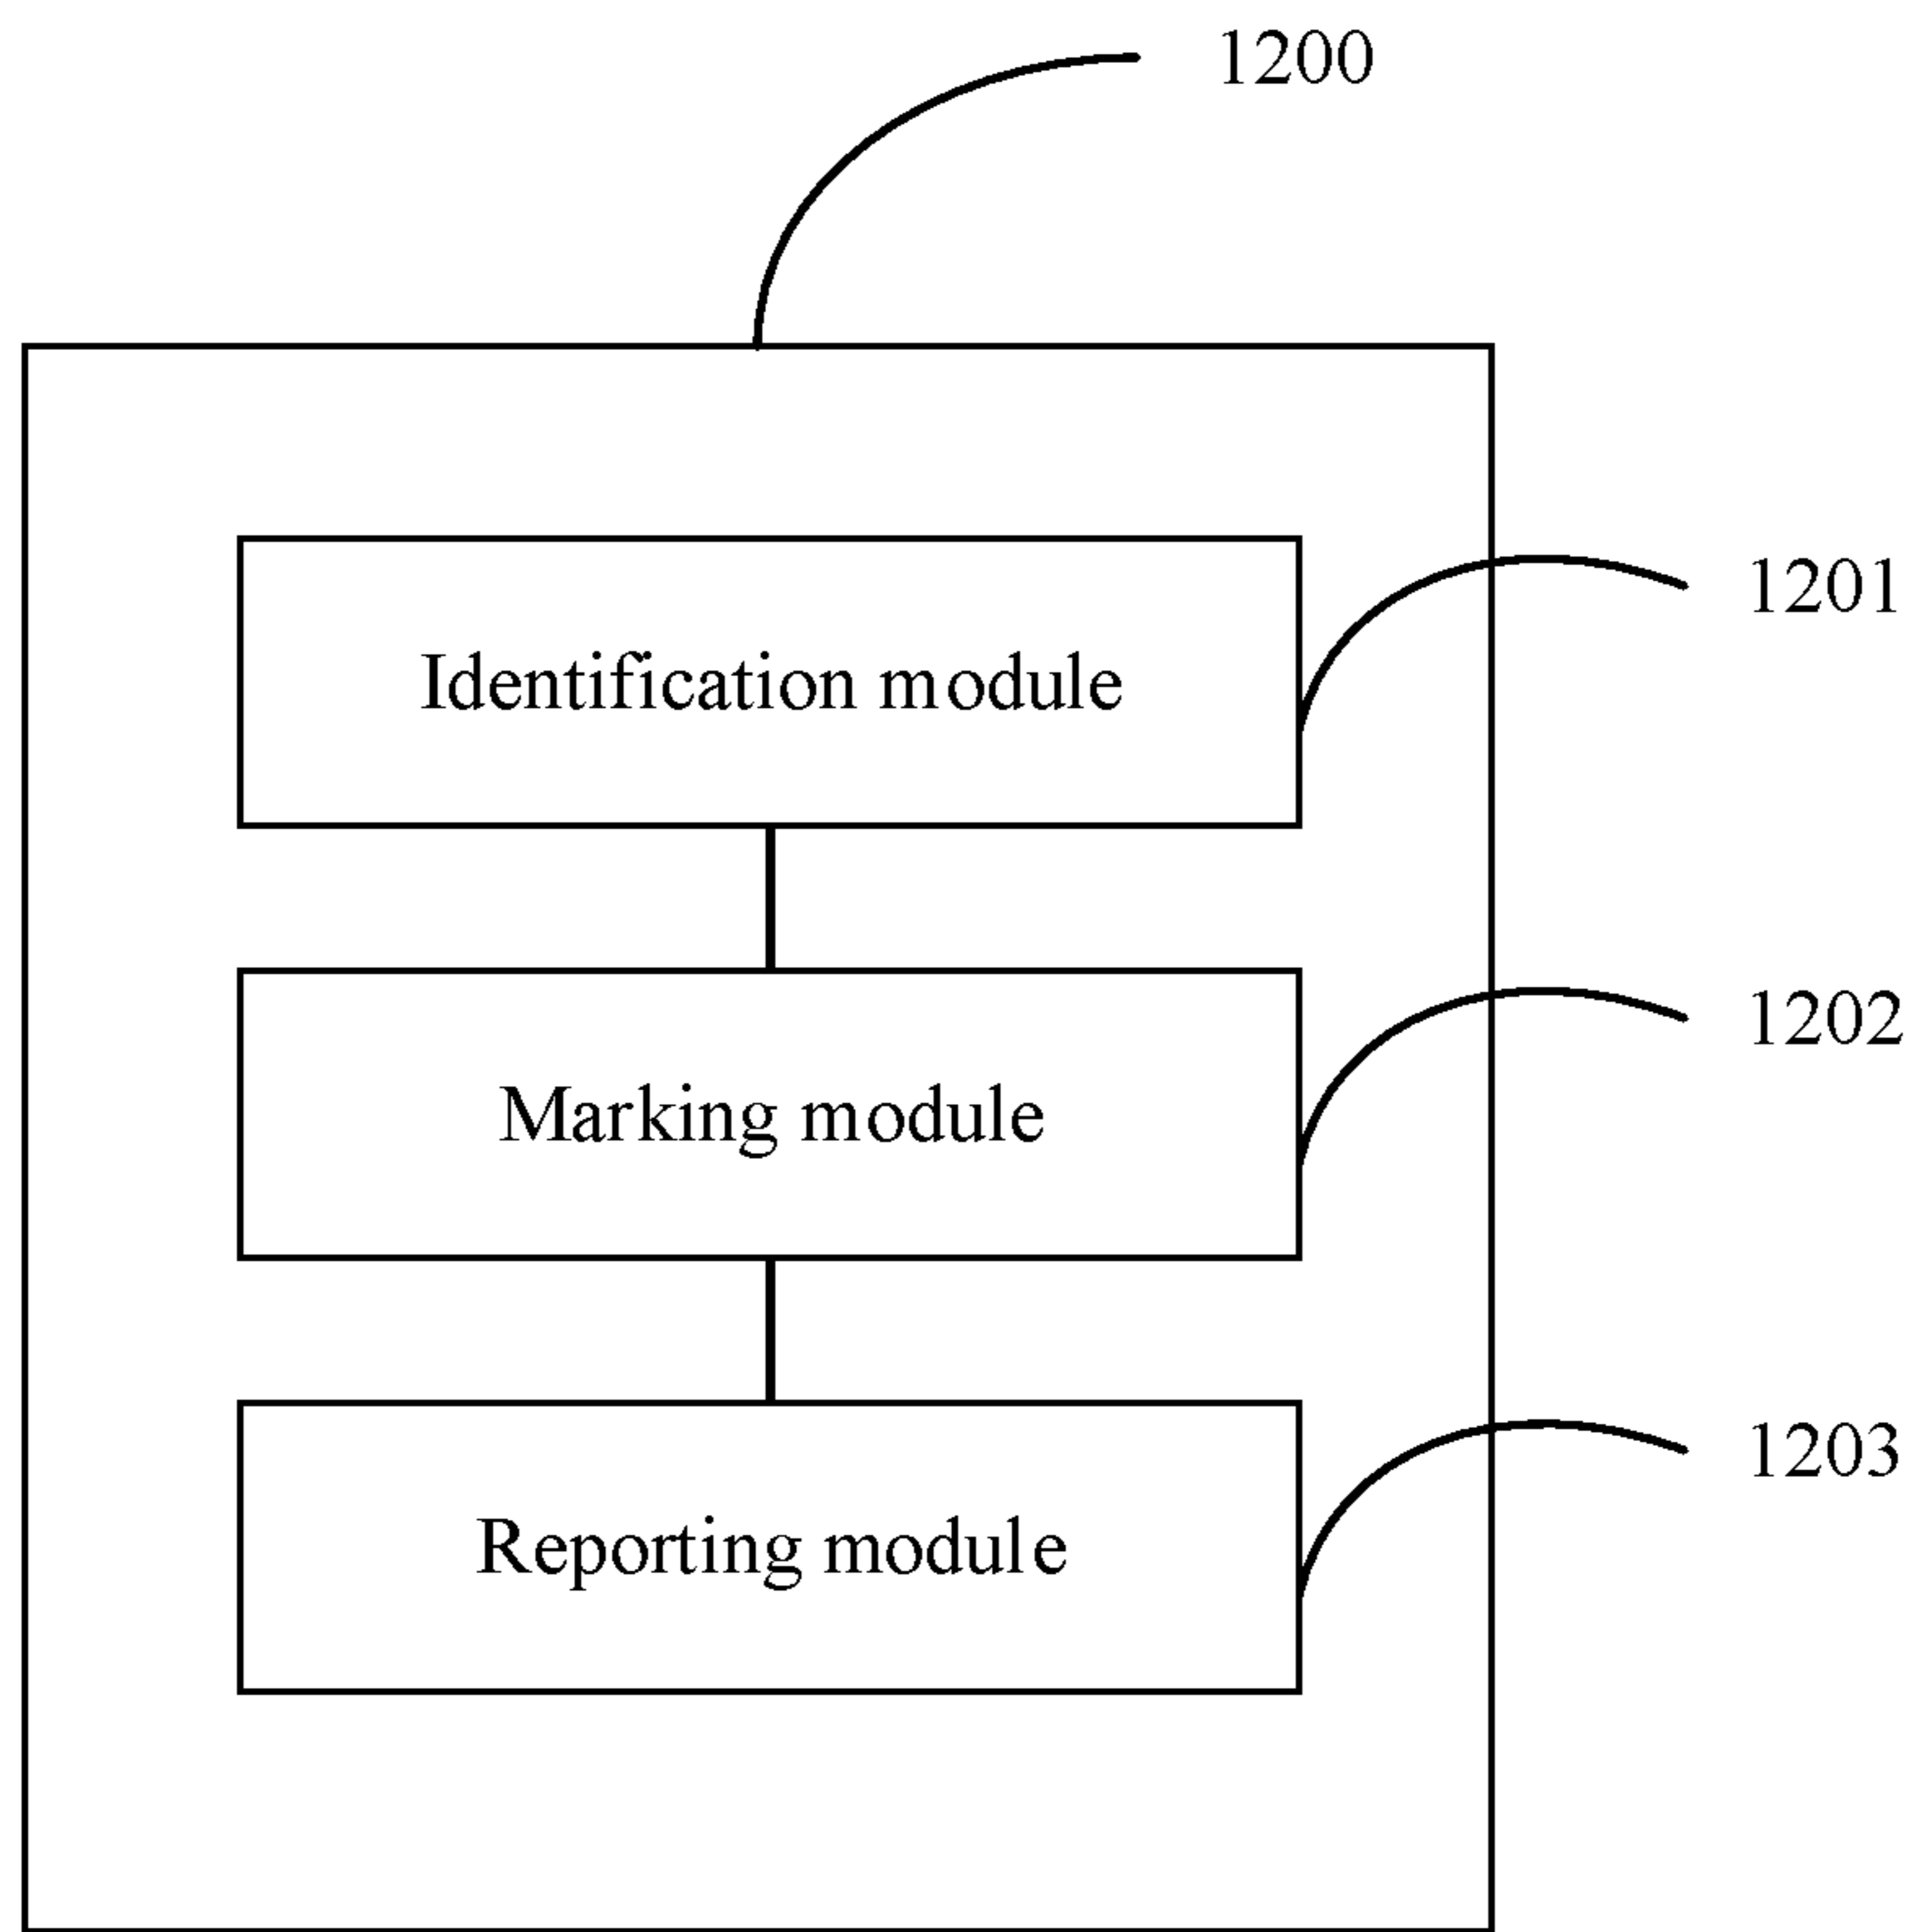 1200
Identification module
1201
Marking module
1202
Reporting module
1203